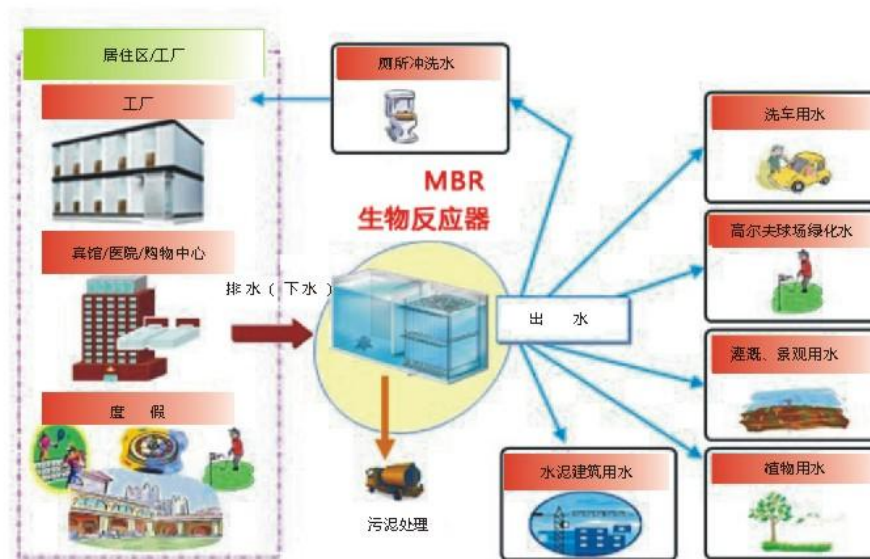 居住区/工厂
工厂
宾馆/医院/购物中心
度 假
厕所冲洗水
MBR
生物反应器
排水（下水）
出 水
污泥处理
洗车用水
高尔夫球场绿化水
灌溉、景观用水
植物用水
水泥建筑用水